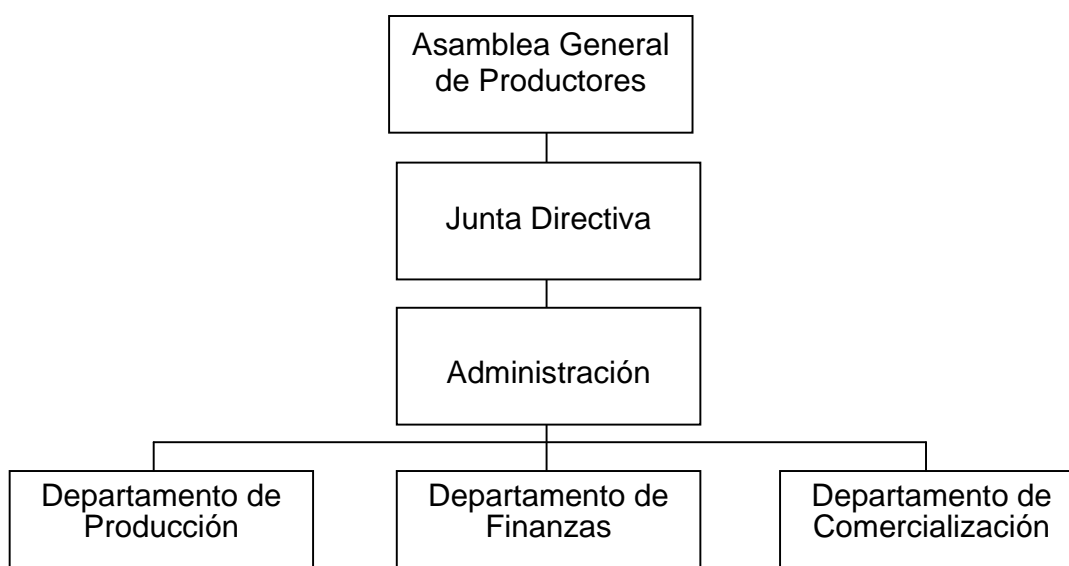 Asamblea General
de Productores
Junta Directiva
Administración
Departamento de
Producción
Departamento de
Finanzas
Departamento de
Comercialización